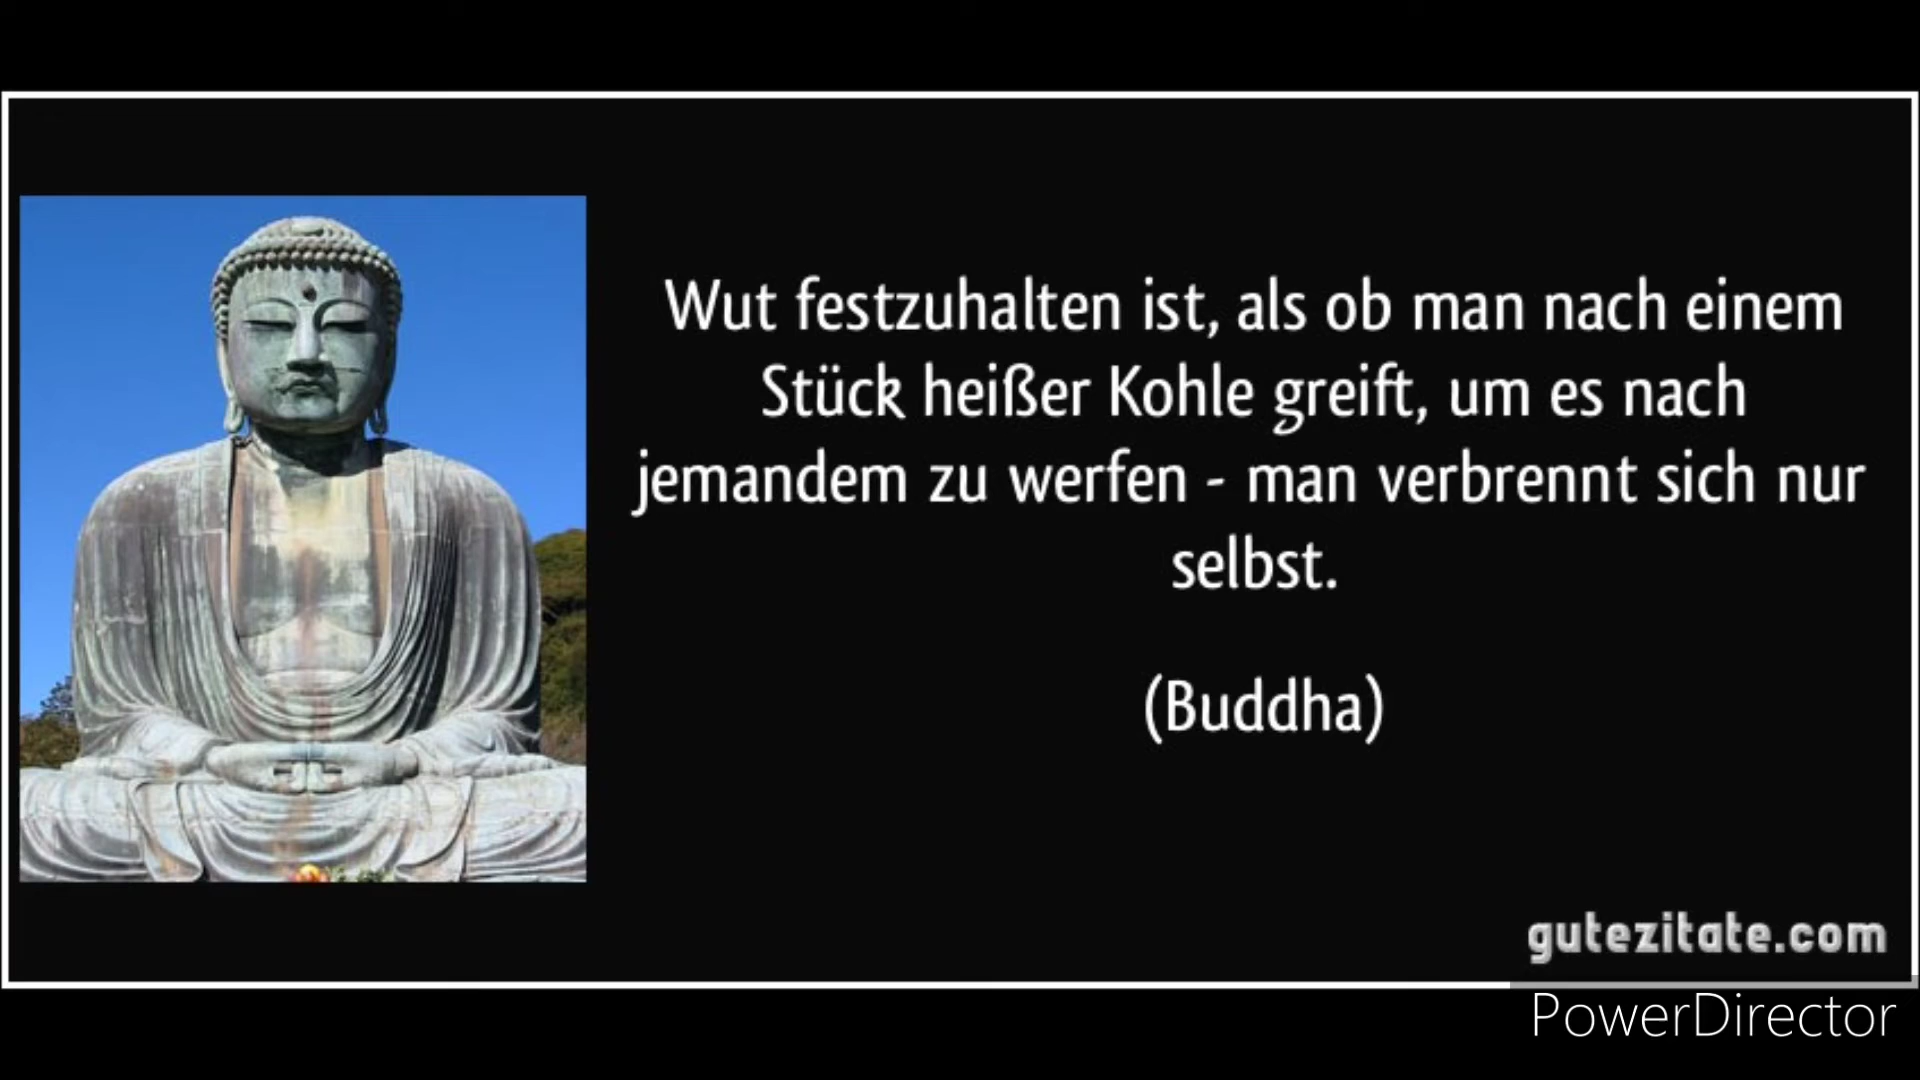 Wut festzuhalten ist, als ob man nach einem
Stück heißer Kohle greift, um es nach
jemandem zu werfen - man verbrennt sich nur
selbst.
(Buddha)
gutezitate.com
PowerDirector